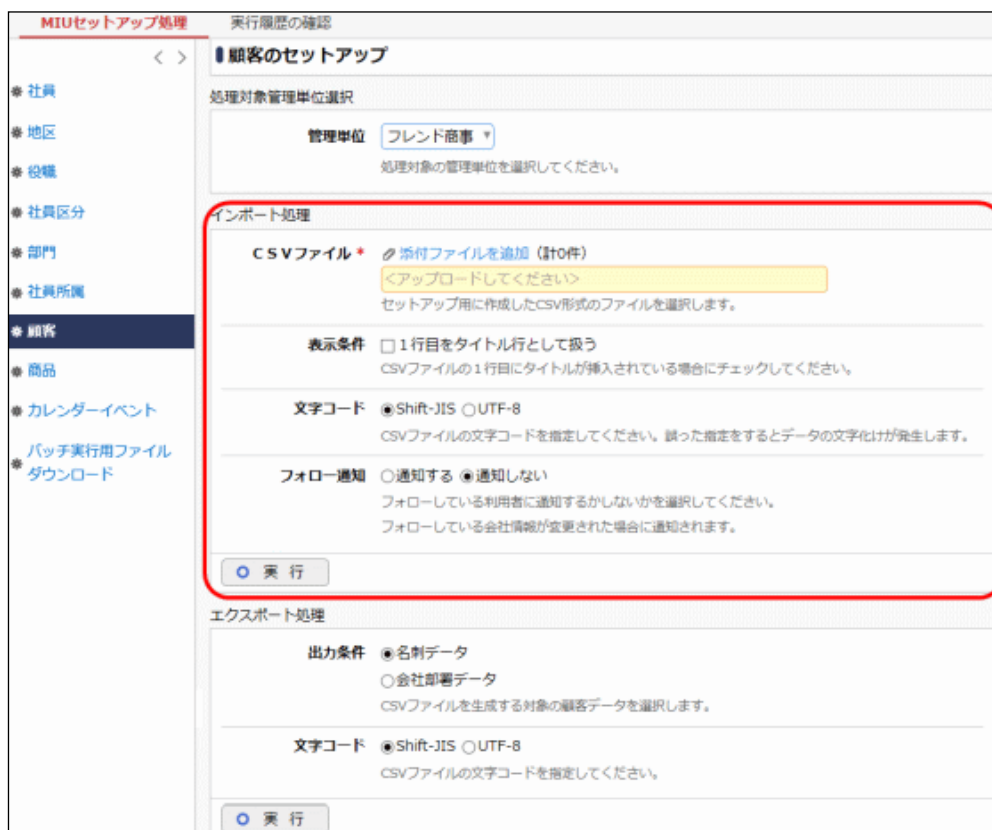 MIUセットアップ処理 実行履歴の確認
< >
社員
地区
役職
社員区分
部門
社員所属
顧客
商品
カレンダーイベント
バッチ実行用ファイル
ダウンロード
顧客のセットアップ
処理対象管理単位選択
管理単位 フレンド商事
処理対象の管理単位を選択してください。
インポート処理
CSVファイル * 添付ファイルを追加 (計0件)
<アップロードしてください>
セットアップ用に作成したCSV形式のファイルを選択します。
表示条件 1行目をタイトル行として扱う
CSVファイルの1行目にタイトルが挿入されている場合にチェックしてください。
文字コード Shift-JIS UTF-8
CSVファイルの文字コードを指定してください。誤った指定をするとデータの文字化けが発生します。
フォロー通知 通知する 通知しない
フォローしている利用者に通知するかしないかを選択してください。
フォローしている会社情報が変更された場合に通知されます。
実行
エクスポート処理
出力条件 名刺データ
会社部署データ
CSVファイルを生成する対象の顧客データを選択します。
文字コード Shift-JIS UTF-8
CSVファイルの文字コードを指定してください。
実行